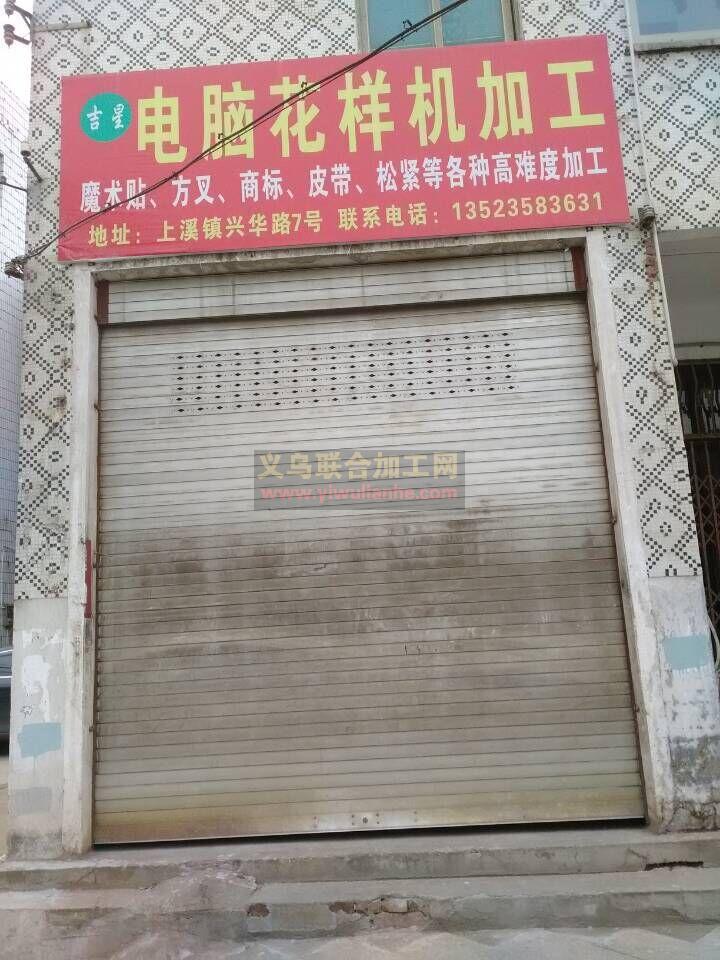 吉星
电脑花样机加工
魔术贴、方叉、商标、皮带、松紧等各种高难度加工
地址：上溪镇兴华路7号 联系电话：13523583631
义乌联合加工网
www.yiwulianhe.com